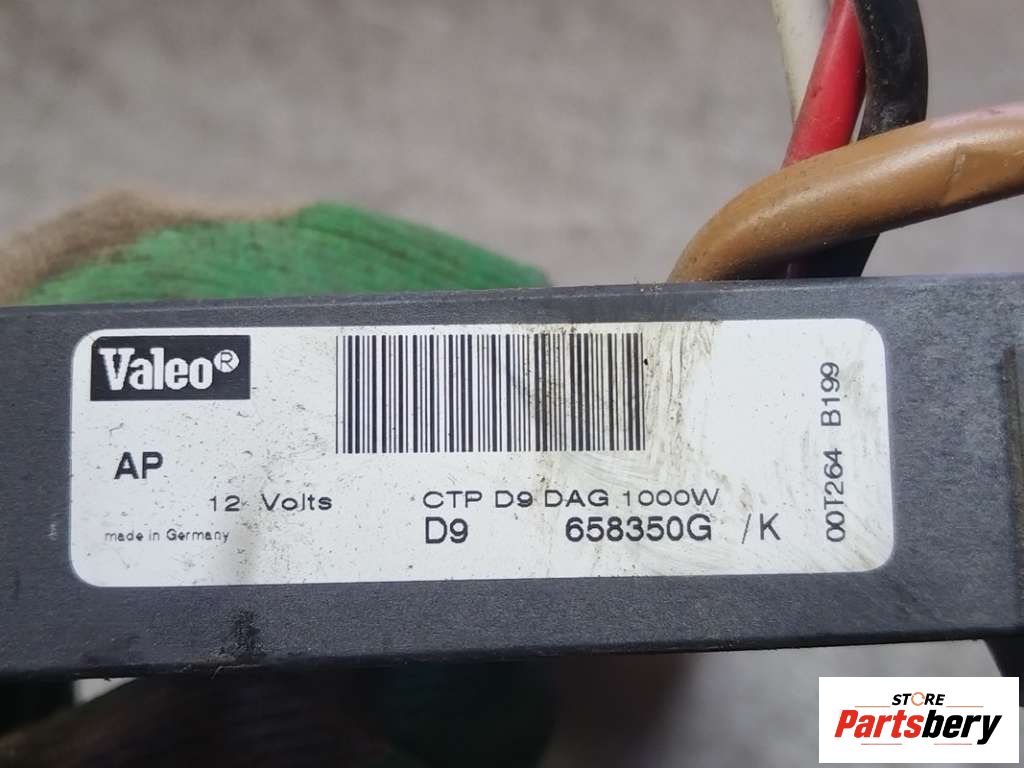 Valeo®
AP
12 Volts
CTP D9 DAG 1000W
made in Germany
D9 658350G /K
00T264 B199
STORE
Partsbery